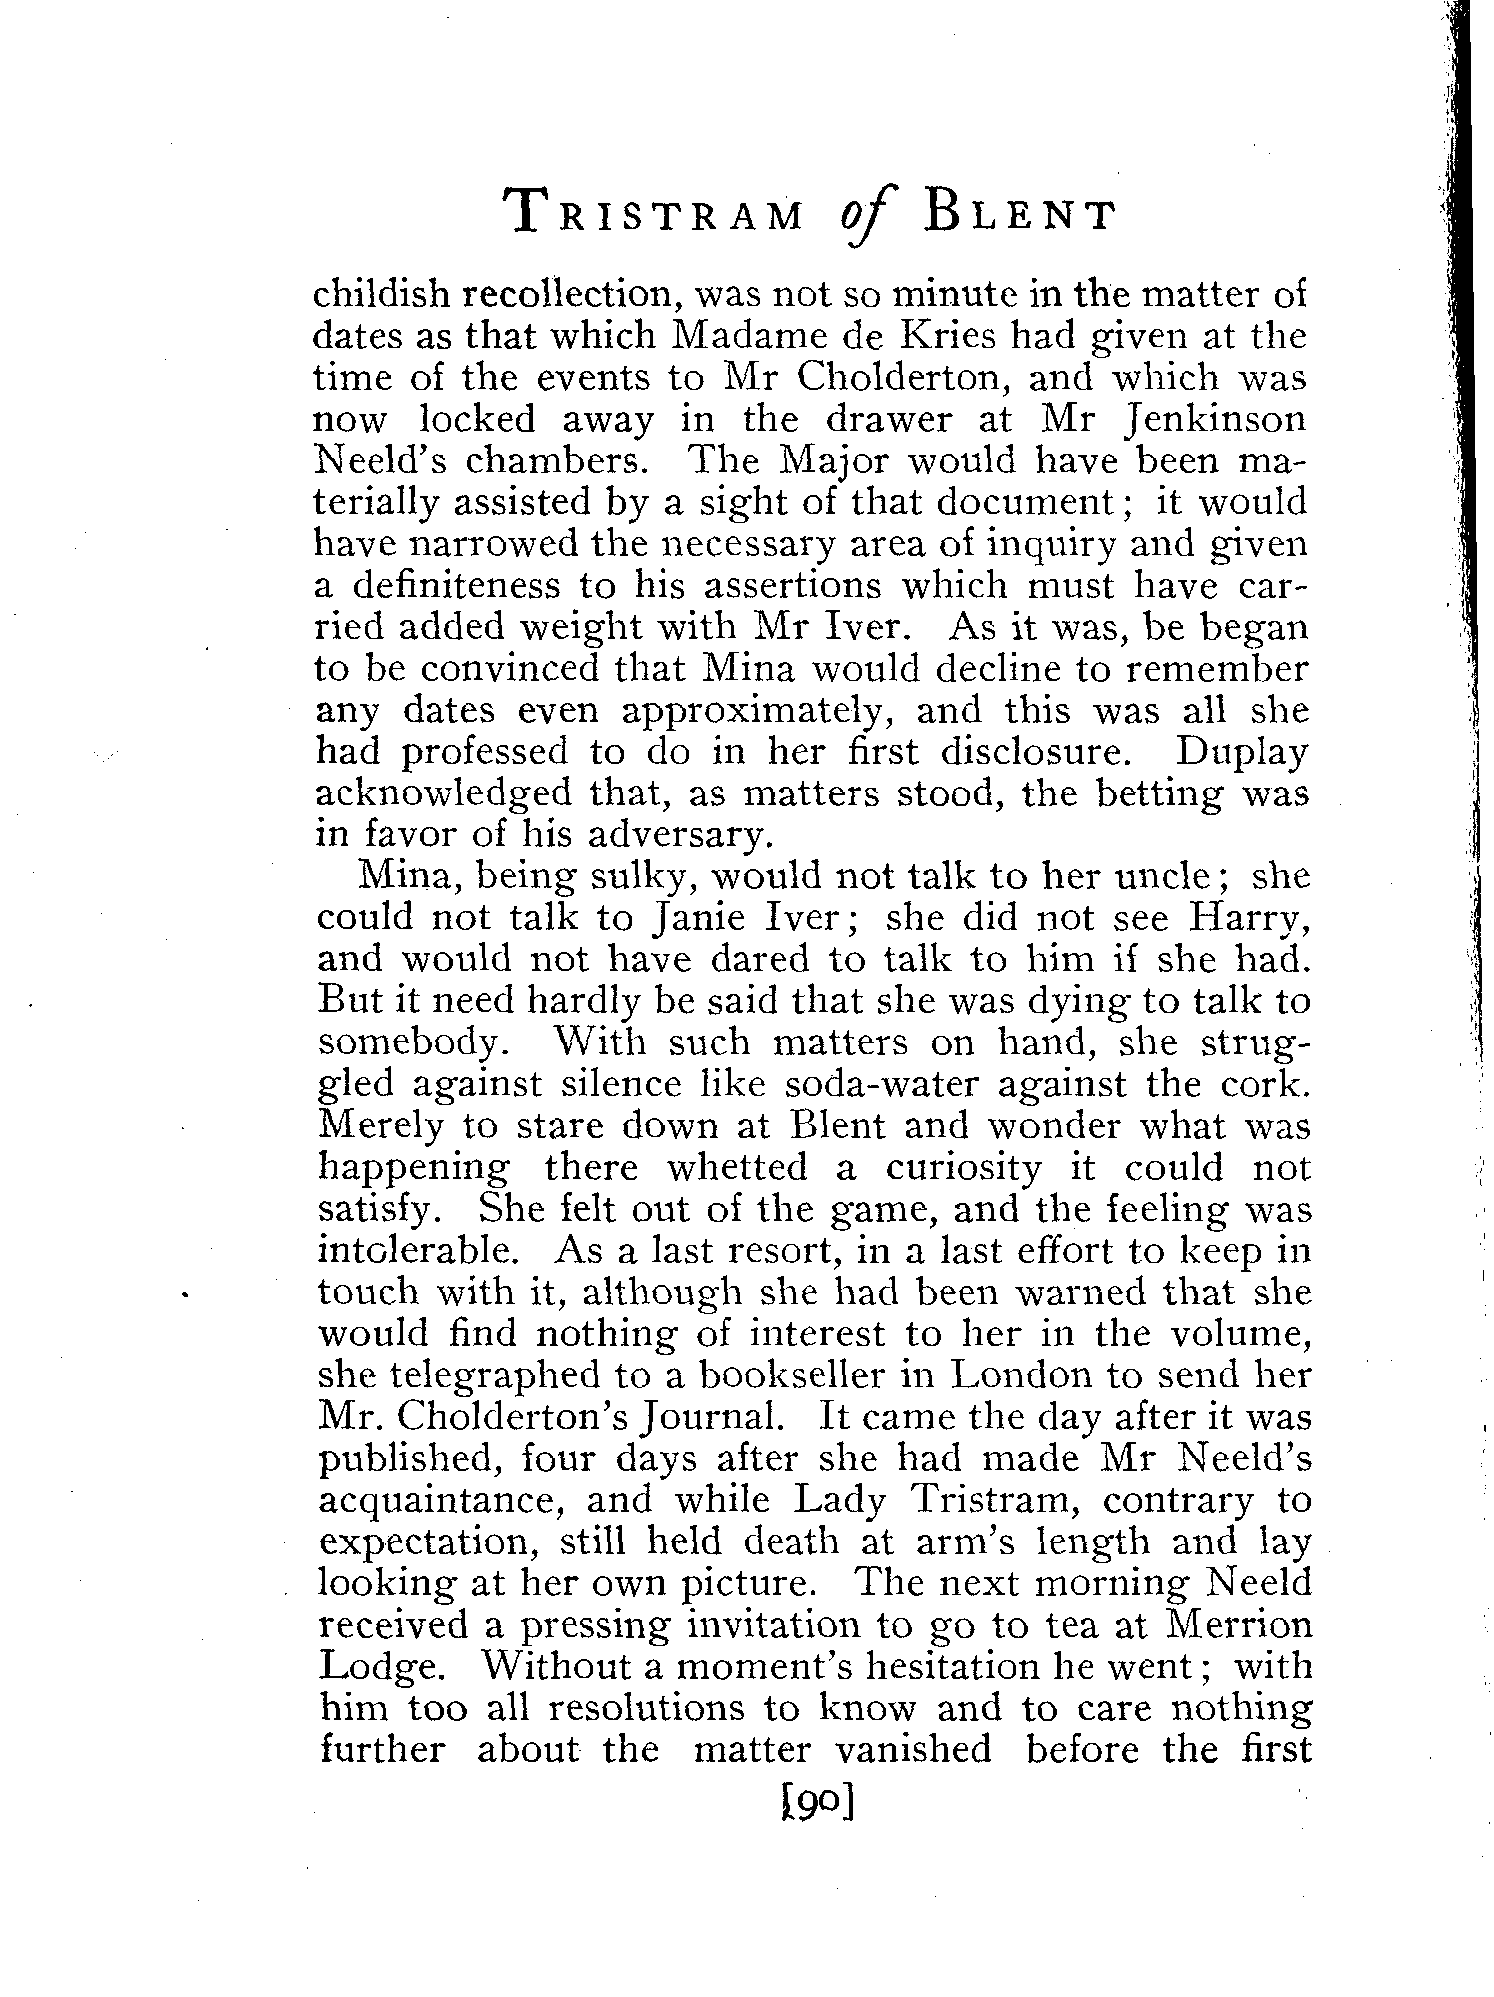 TRISTRAM of BLENT
childish recollection, was not so minute in the matter of
dates as that which Madame de Kries had given at the
time of the events to Mr Cholderton, and which was
now locked away in the drawer at Mr Jenkinson
Neeld's chambers. The Major would have been ma-
terially assisted by a sight of that document; it would
have narrowed the necessary area of inquiry and given
a definiteness to his assertions which must have car-
ried added weight with Mr Iver. As it was, be began
to be convinced that Mina would decline to remember
any dates even approximately, and this was all she
had professed to do in her first disclosure. Duplay
acknowledged that, as matters stood, the betting was
in favor of his adversary.
Mina, being sulky, would not talk to her uncle; she
could not talk to Janie Iver; she did not see Harry,
and would not have dared to talk to him if she had.
But it need hardly be said that she was dying to talk to
somebody. With such matters on hand, she strug-
gled against silence like soda-water against the cork.
Merely to stare down at Blent and wonder what was
happening there whetted a curiosity it could not
satisfy. She felt out of the game, and the feeling was
intolerable. As a last resort, in a last effort to keep in
touch with it, although she had been warned that she
would find nothing of interest to her in the volume,
she telegraphed to a bookseller in London to send her
Mr. Cholderton's Journal. It came the day after it was
published, four days after she had made Mr Neeld's
acquaintance, and while Lady Tristram, contrary to
expectation, still held death at arm's length and lay
looking at her own picture. The next morning Neeld
received a pressing invitation to go to tea at Merrion
Lodge. Without a moment's hesitation he went; with
him too all resolutions to know and to care nothing
further about the matter vanished before the first
[90]